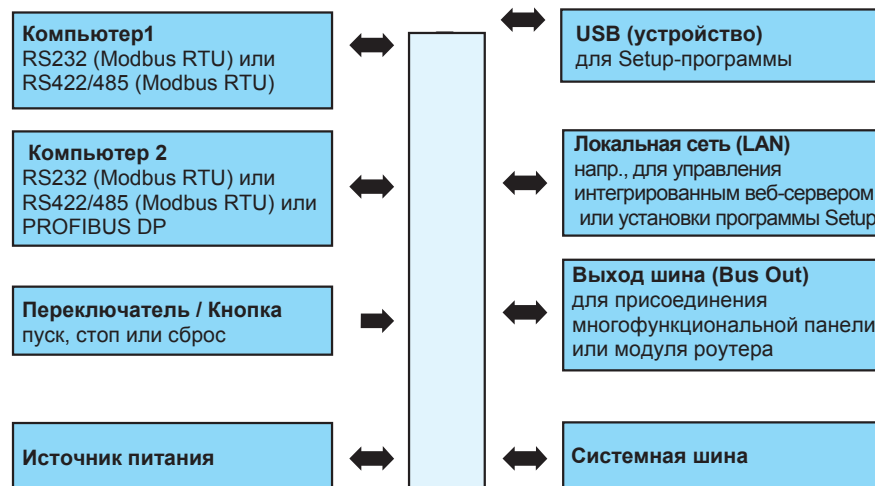 Компьютер1
RS232 (Modbus RTU) или
RS422/485 (Modbus RTU)
Компьютер 2
RS232 (Modbus RTU) или
RS422/485 (Modbus RTU) или
PROFIBUS DP
Переключатель / Кнопка
пуск, стоп или сброс
Источник питания
USB (устройство)
для Setup-программы
Локальная сеть (LAN)
напр., для управления
интегрированным веб-сервером
или установки программы Setup
Выход шина (Bus Out)
для присоединения
многофункциональной панели
или модуля роутера
Системная шина